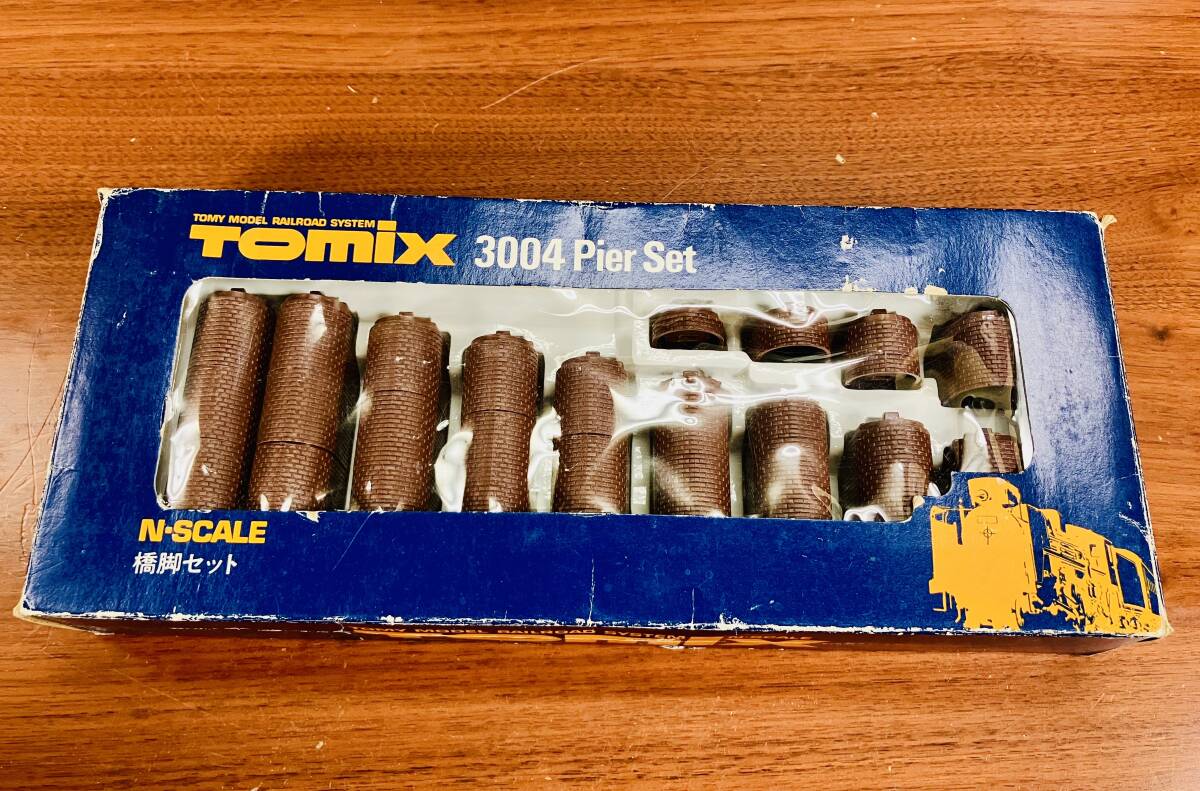 TOMY MODEL RAILROAD SYSTEM
TOMIX 3004 Pier Set
N-SCALE
橋脚セット